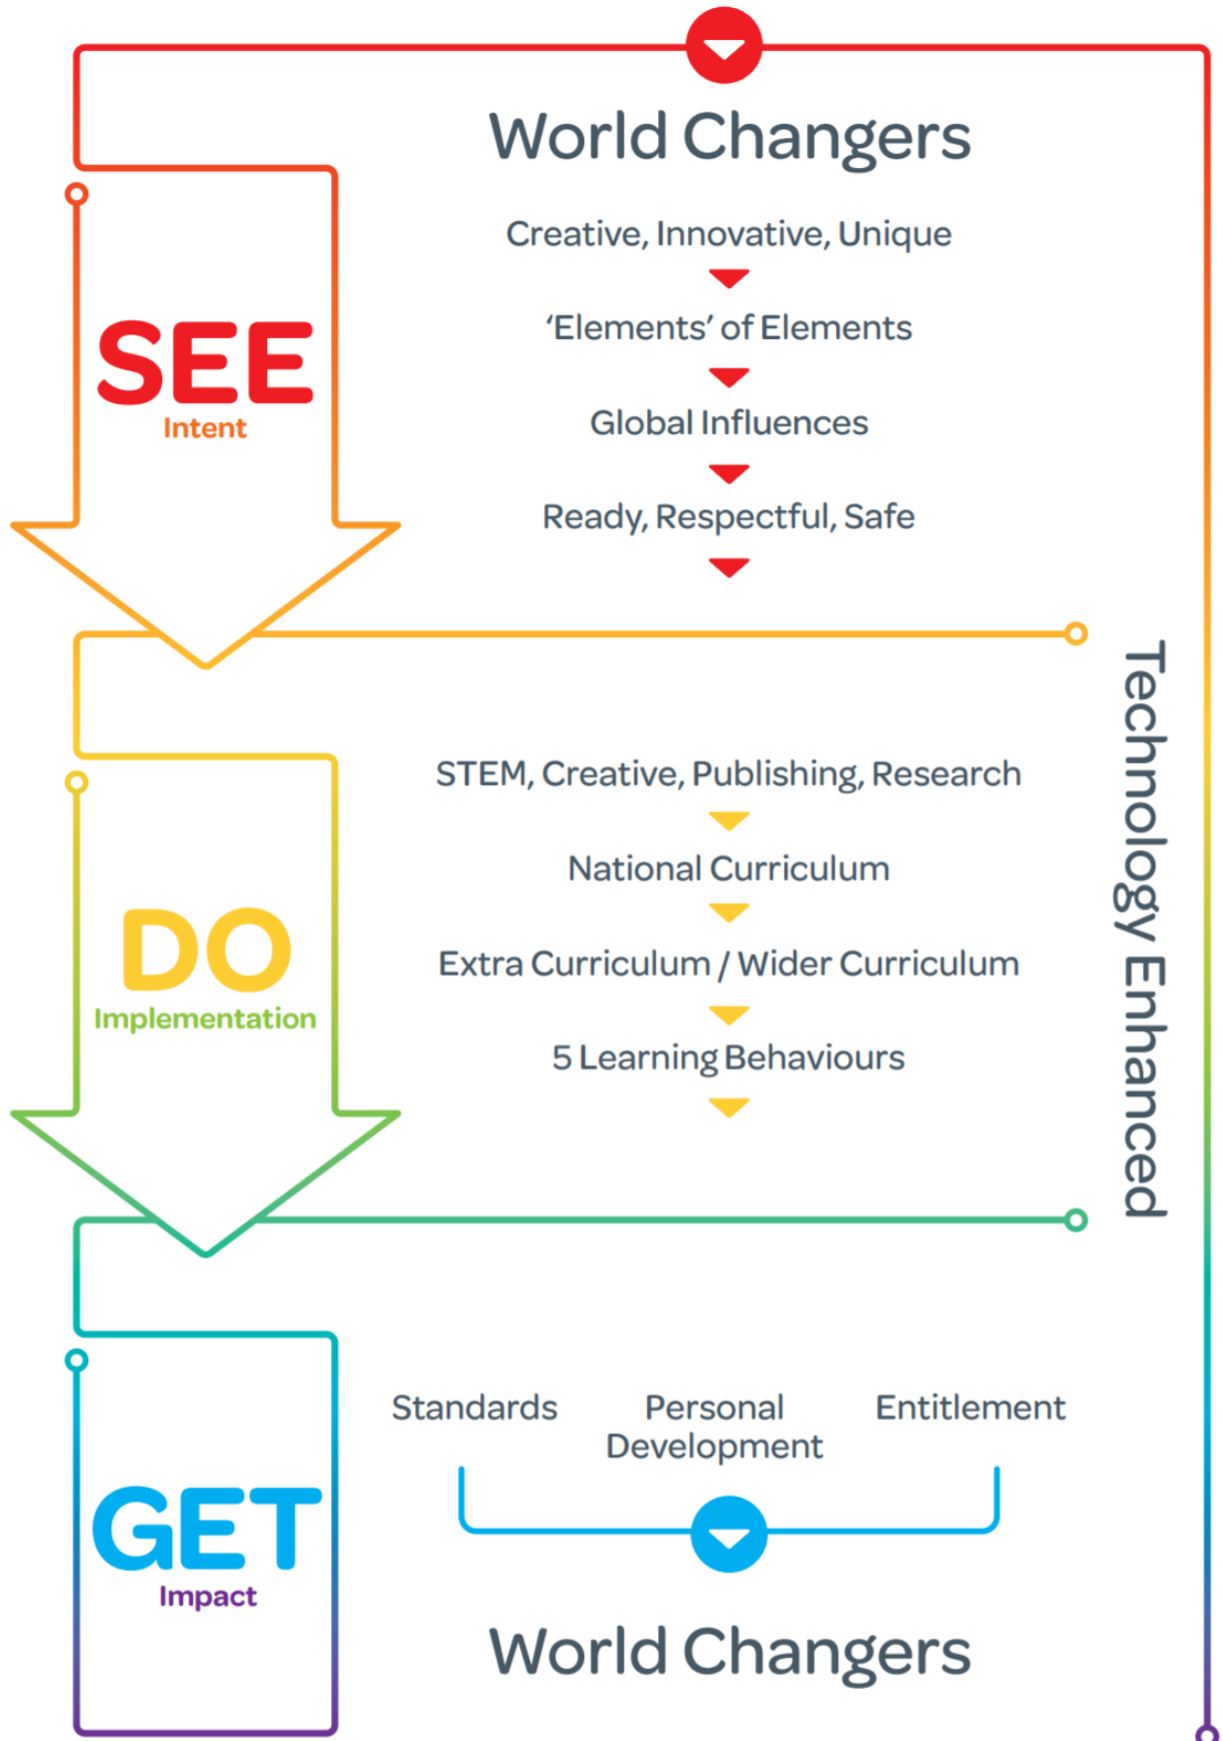 World Changers
Creative, Innovative, Unique
‘Elements’ of Elements
Global Influences
Ready, Respectful, Safe
SEE
Intent
STEM, Creative, Publishing, Research
National Curriculum
Extra Curriculum / Wider Curriculum
5 Learning Behaviours
DO
Implementation
Technology Enhanced
Standards
Personal
Development
Entitlement
GET
Impact
World Changers